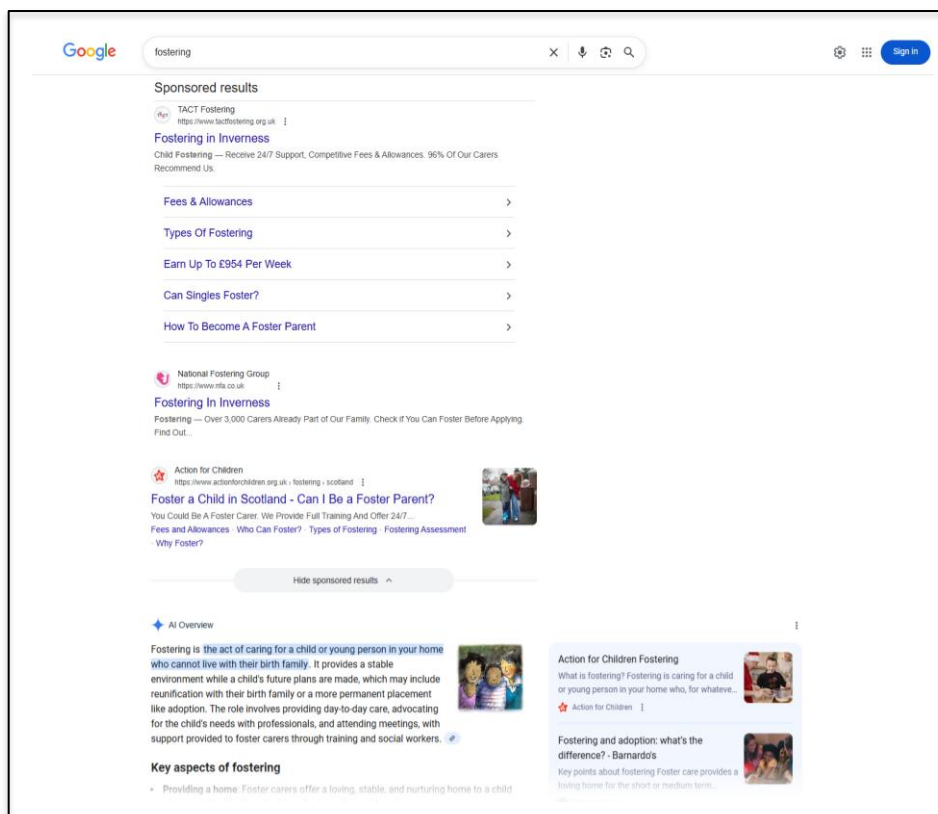 Google
fostering
Sign in
Sponsored results
TACT Fostering
https://www.tactfostering.org.uk
Fostering in Inverness
Child Fostering — Receive 24/7 Support, Competitive Fees & Allowances. 96% Of Our Carers
Recommend Us.
Fees & Allowances
Types Of Fostering
Earn Up To £954 Per Week
Can Singles Foster?
How To Become A Foster Parent
National Fostering Group
https://www.nfa.co.uk
Fostering In Inverness
Fostering — Over 3,000 Carers Already Part of Our Family. Check if You Can Foster Before Applying.
Find Out...
Action for Children
https://www.actionforchildren.org.uk › fostering › scotland
Foster a Child in Scotland - Can I Be a Foster Parent?
You Could Be A Foster Carer. We Provide Full Training And Offer 24/7...
Fees and Allowances · Who Can Foster? · Types of Fostering · Fostering Assessment
· Why Foster?
Hide sponsored results
AI Overview
Fostering is the act of caring for a child or young person in your home
who cannot live with their birth family. It provides a stable
environment while a child's future plans are made, which may include
reunification with their birth family or a more permanent placement
like adoption. The role involves providing day-to-day care, advocating
for the child's needs with professionals, and attending meetings, with
support provided to foster carers through training and social workers.
Key aspects of fostering
• Providing a home: Foster carers offer a loving, stable, and nurturing home to a child
Action for Children Fostering
What is fostering? Fostering is caring for a child
or young person in your home who, for whateve...
Action for Children
Fostering and adoption: what's the
difference? - Barnardo's
Key points about fostering Foster care provides a
loving home for the short or medium term...